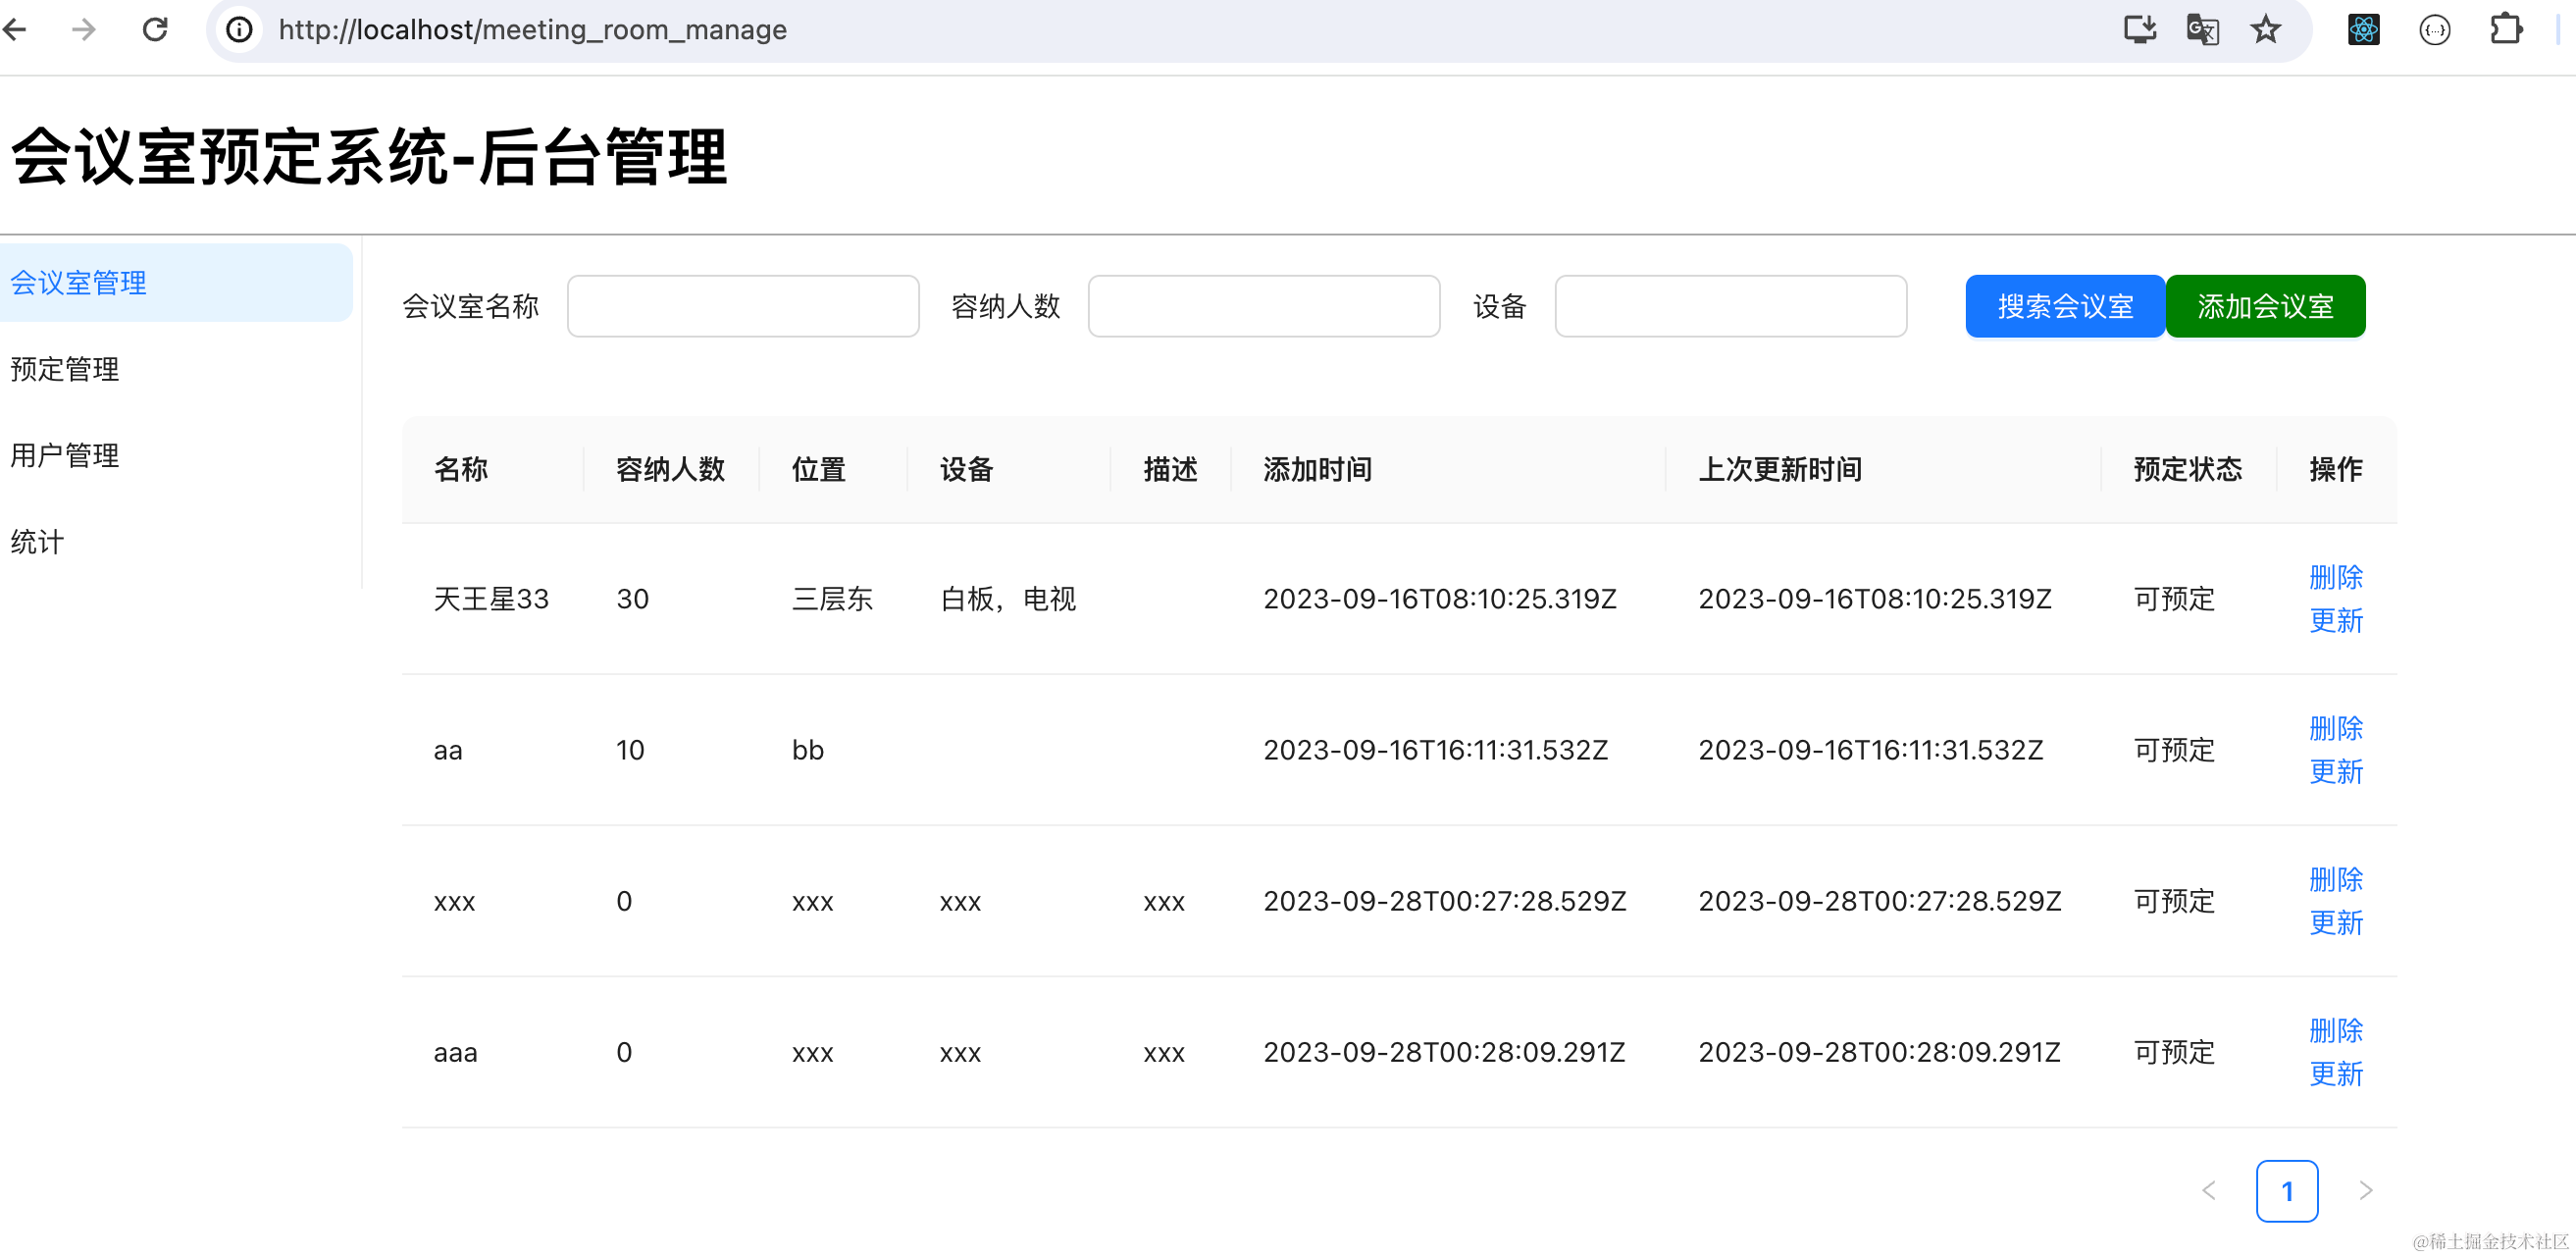 http://localhost/meeting_room_manage
会议室预定系统-后台管理
会议室管理
预定管理
用户管理
统计
会议室名称 容纳人数 设备 搜索会议室 添加会议室
名称 容纳人数 位置 设备 描述 添加时间 上次更新时间 预定状态 操作
天王星33 30 三层东 白板，电视 2023-09-16T08:10:25.319Z 2023-09-16T08:10:25.319Z 可预定 删除
更新
aa 10 bb 2023-09-16T16:11:31.532Z 2023-09-16T16:11:31.532Z 可预定 删除
更新
xxx 0 xxx xxx xxx 2023-09-28T00:27:28.529Z 2023-09-28T00:27:28.529Z 可预定 删除
更新
aaa 0 xxx xxx xxx 2023-09-28T00:28:09.291Z 2023-09-28T00:28:09.291Z 可预定 删除
更新
< 1 >
@稀土掘金技术社区